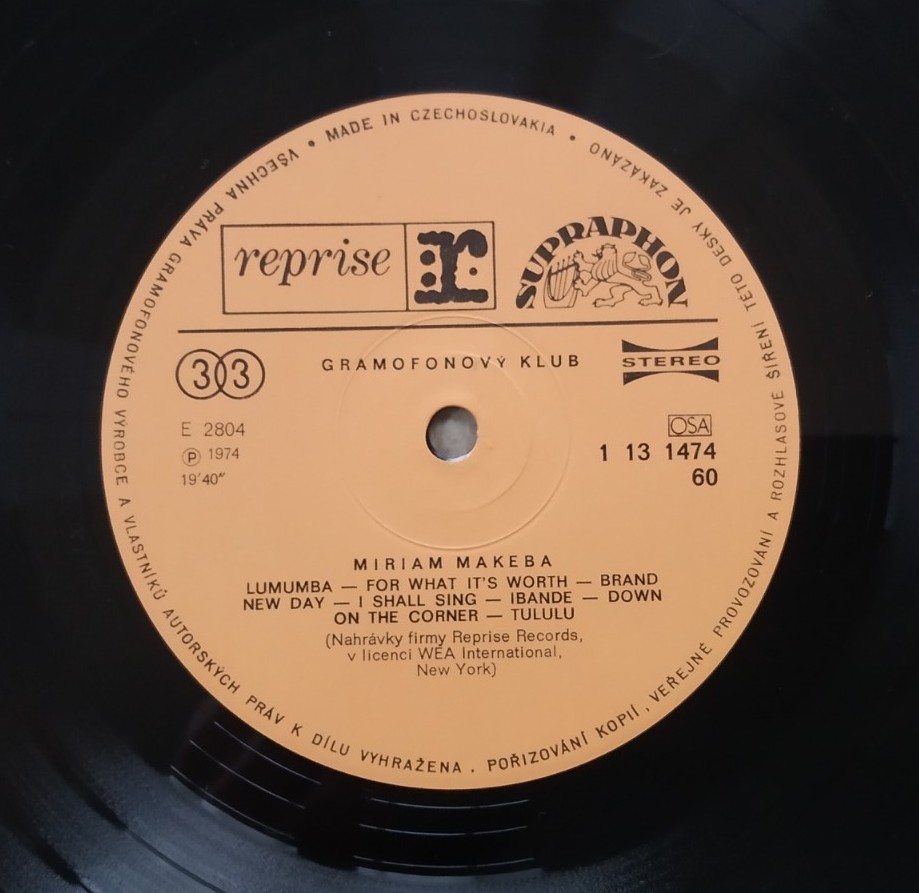 MADE IN CZECHOSLOVAKIA • VŠECHNA PRÁVA GRAMOFONOVÉHO VÝROBCE A VLASTNÍKŮ AUTORSKÝCH PRÁV K DÍLU VYHRAŽENA . POŘIZOVÁNÍ KOPIÍ , VEŘEJNÉ PROVOZOVÁNÍ A ROZHLASOVÉ ŠÍŘENÍ TÉTO DESKY JE ZAKÁZÁNO •
reprise r
SUPRAPHON
33
GRAMOFONOVÝ KLUB
STEREO
E 2804
Ⓟ 1974
19'40"
OSA
1 13 1474
60
MIRIAM MAKEBA
LUMUMBA — FOR WHAT IT'S WORTH — BRAND
NEW DAY — I SHALL SING — IBANDE — DOWN
ON THE CORNER — TULULU
(Nahrávky firmy Reprise Records,
v licenci WEA International,
New York)